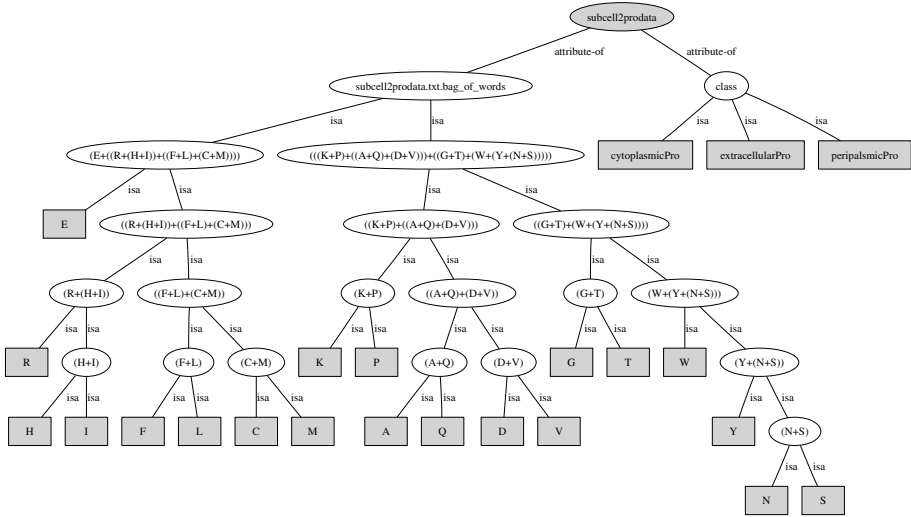 subcell2prodata
attribute-of attribute-of
subcell2prodata.txt.bag_of_words class
isa isa isa isa isa
(E+((R+(H+I))+((F+L)+(C+M)))) (((K+P)+((A+Q)+(D+V)))+((G+T)+(W+(Y+(N+S))))) cytoplasmicPro extracellularPro peripalsmicPro
isa isa isa isa
E ((R+(H+I))+((F+L)+(C+M))) ((K+P)+((A+Q)+(D+V))) ((G+T)+(W+(Y+(N+S))))
isa isa isa isa isa isa
(R+(H+I)) ((F+L)+(C+M)) (K+P) ((A+Q)+(D+V)) (G+T) (W+(Y+(N+S)))
isa isa isa isa isa isa isa isa isa isa isa isa
R (H+I) (F+L) (C+M) K P (A+Q) (D+V) G T W (Y+(N+S))
isa isa isa isa isa isa isa isa isa isa isa isa
H I F L C M A Q D V Y (N+S)
isa isa
N S